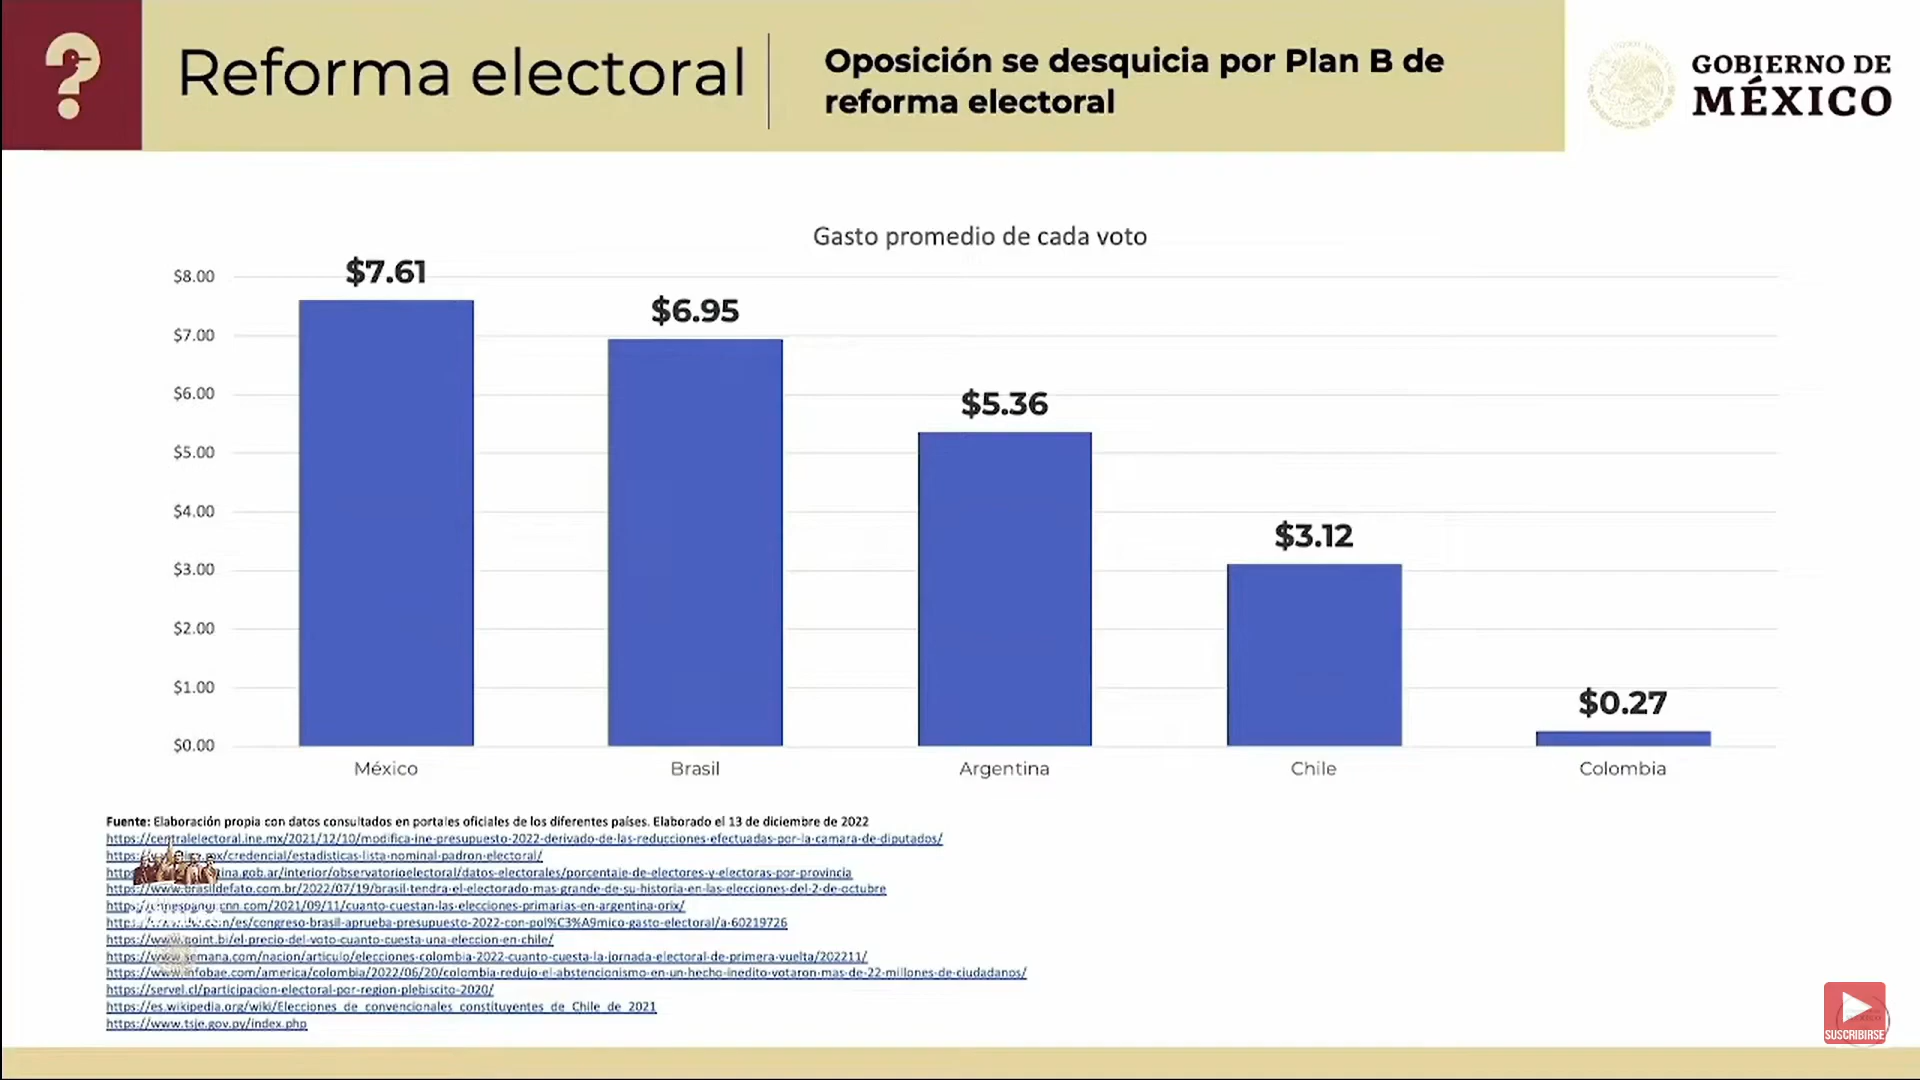 ?
Reforma electoral
Oposición se desquicia por Plan B de
reforma electoral
GOBIERNO DE
MÉXICO
Gasto promedio de cada voto
$8.00
$7.00
$6.00
$5.00
$4.00
$3.00
$2.00
$1.00
$0.00
$7.61
$6.95
$5.36
$3.12
$0.27
México
Brasil
Argentina
Chile
Colombia
Fuente: Elaboración propia con datos consultados en portales oficiales de los diferentes países. Elaborado el 13 de diciembre de 2022
https://centralelectoral.ine.mx/2021/12/10/modifica-ine-presupuesto-2022-derivado-de-las-reducciones-efectuadas-por-la-camara-de-diputados/
/credencial/estadisticas-lista-nominal-padron-electoral/
.gob.ar/interior/observatorioelectoral/datos-electorales/porcentaje-de-electores-y-electoras-por-provincia
https://www.brasildefato.com.br/2022/07/19/brasil-tendra-el-electorado-mas-grande-de-su-historia-en-las-elecciones-del-2-de-octubre
.cnn.com/2021/09/11/cuanto-cuestan-las-elecciones-primarias-en-argentina-orix/
/es/congreso-brasil-aprueba-presupuesto-2022-con-pol%C3%A9mico-gasto-electoral/a-60219726
https://www.point.bi/el-precio-del-voto-cuanto-cuesta-una-eleccion-en-chile/
https://www.semana.com/nacion/articulo/elecciones-colombia-2022-cuanto-cuesta-la-jornada-electoral-de-primera-vuelta/202211/
https://www.infobae.com/america/colombia/2022/06/20/colombia-redujo-el-abstencionismo-en-un-hecho-inedito-votaron-mas-de-22-millones-de-ciudadanos/
https://servel.cl/participacion-electoral-por-region-plebiscito-2020/
https://es.wikipedia.org/wiki/Elecciones_de_convencionales_constituyentes_de_Chile_de_2021
https://www.tsje.gov.py/index.php
SUSCRIBIRSE